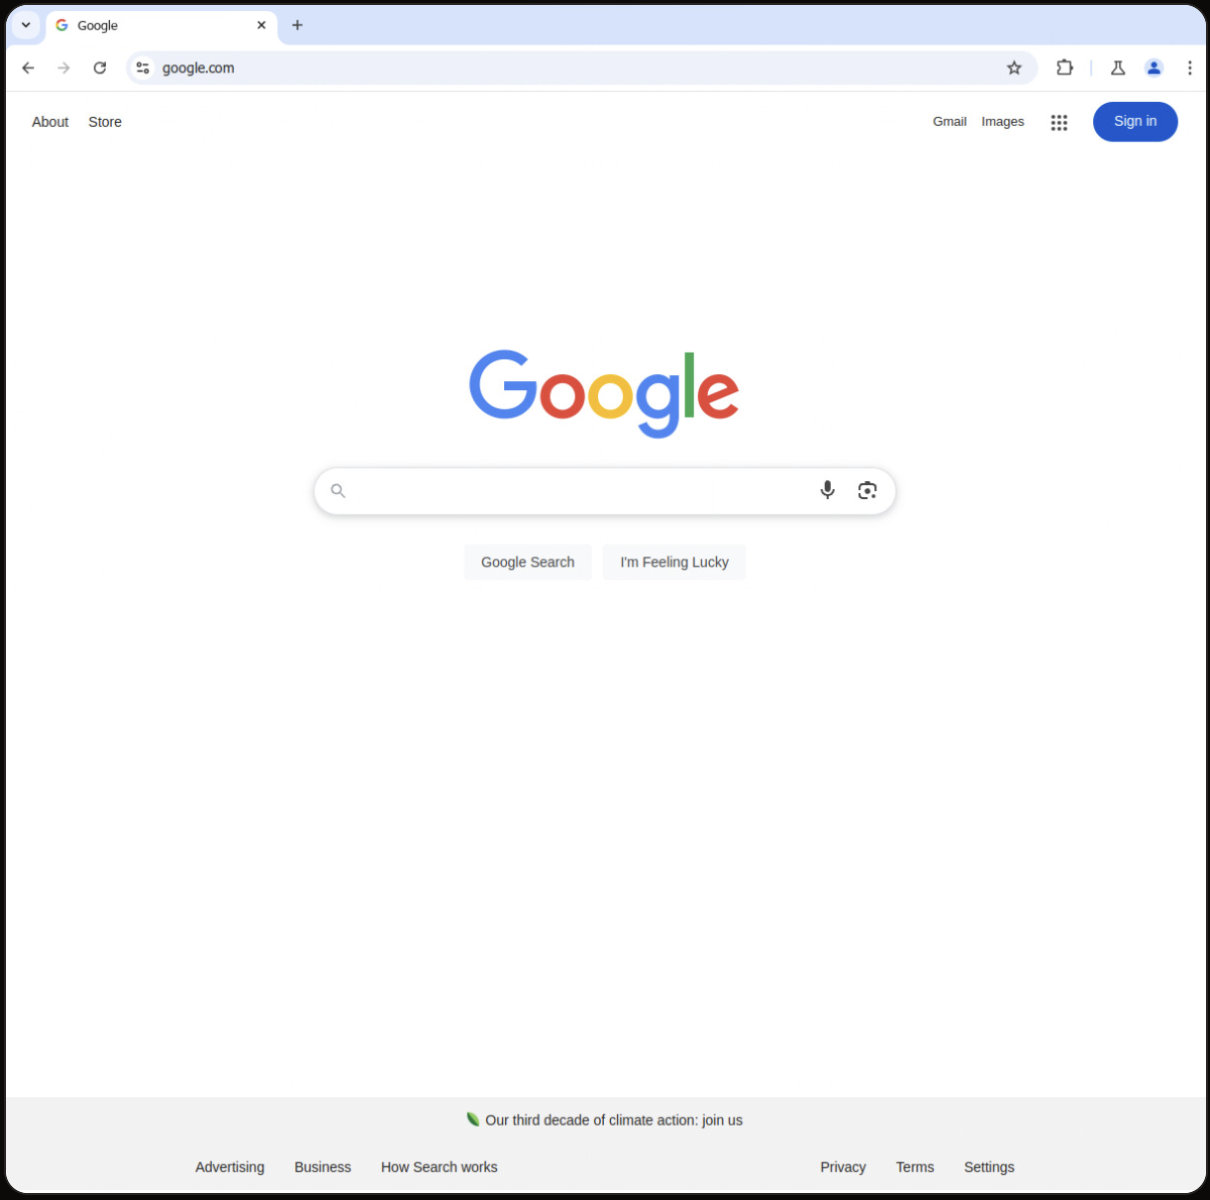 Google
google.com
About Store Gmail Images Sign in
Google
Google Search I'm Feeling Lucky
Our third decade of climate action: join us
Advertising Business How Search works Privacy Terms Settings